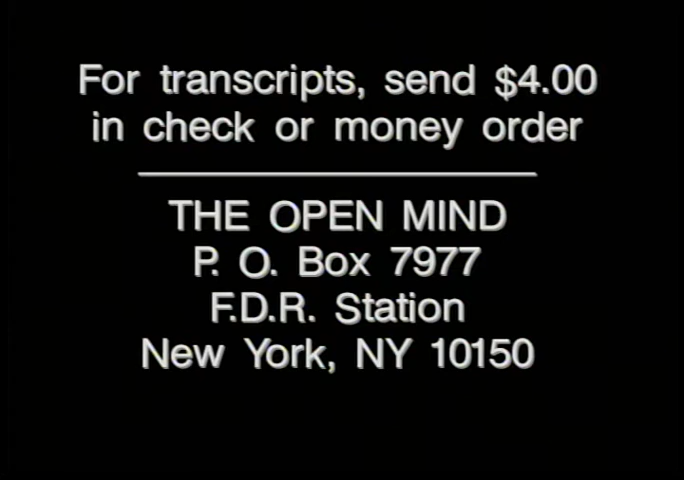 For transcripts, send $4.00
in check or money order
THE OPEN MIND
P. O. Box 7977
F.D.R. Station
New York, NY 10150